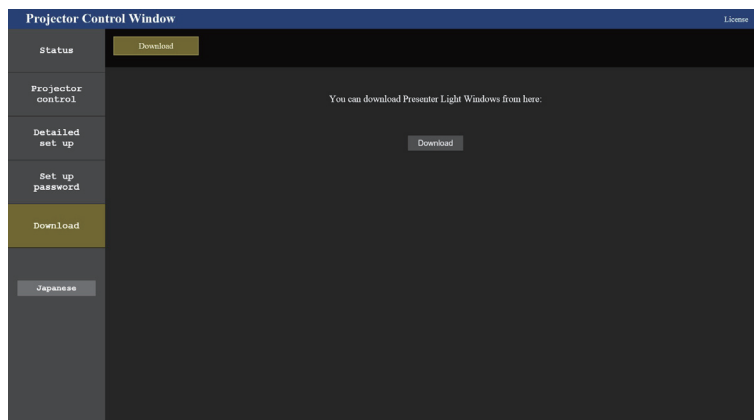 Projector Control Window
License
Status
Projector
control
Detailed
set up
Set up
password
Download
Japanese
Download
You can download Presenter Light Windows from here:
Download